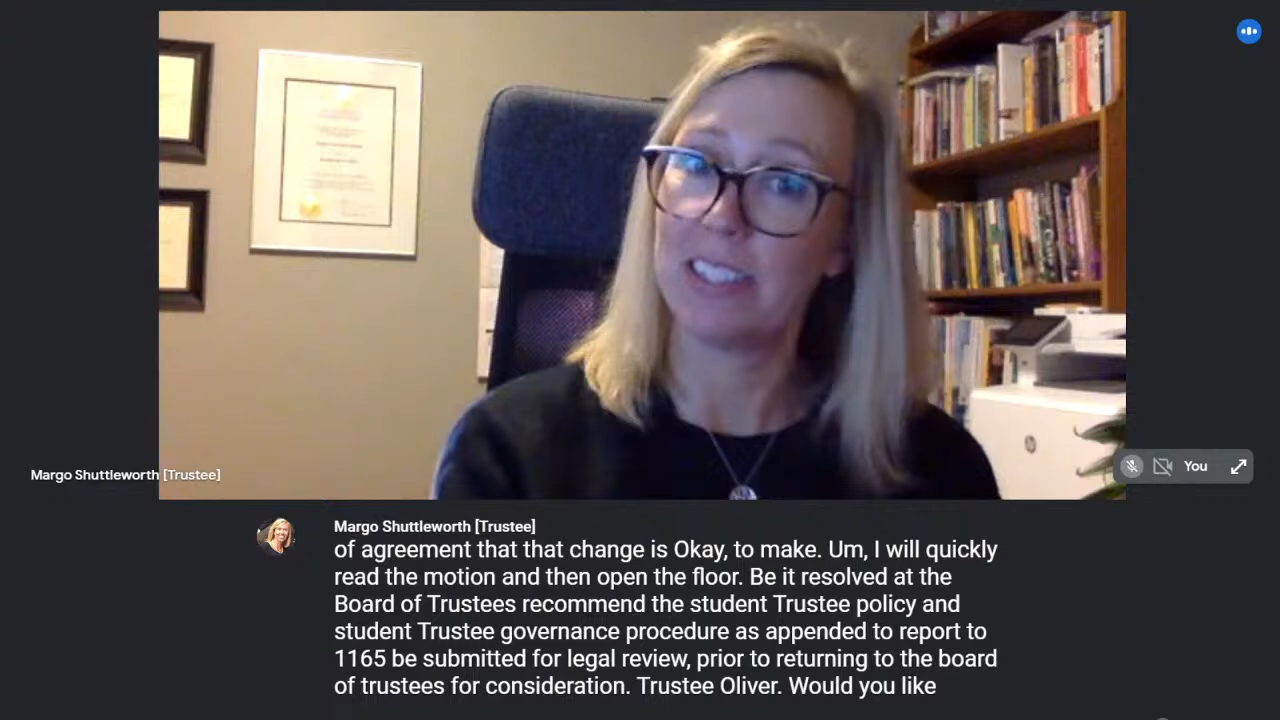 Margo Shuttleworth [Trustee]
You
Margo Shuttleworth [Trustee]
of agreement that that change is Okay, to make. Um, I will quickly
read the motion and then open the floor. Be it resolved at the
Board of Trustees recommend the student Trustee policy and
student Trustee governance procedure as appended to report to
1165 be submitted for legal review, prior to returning to the board
of trustees for consideration. Trustee Oliver. Would you like